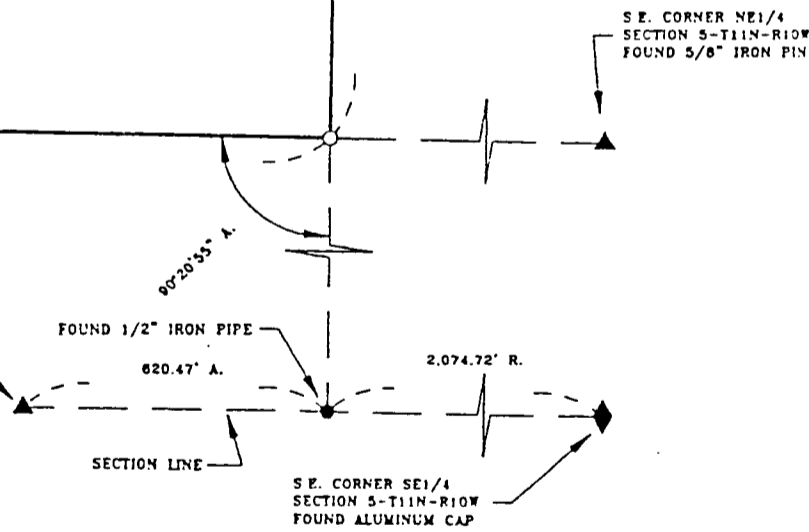 S E. CORNER NE1/4
SECTION 5-T11N-R10W
FOUND 5/8" IRON PIN
90°20'55" A.
FOUND 1/2" IRON PIPE
620.47' A.
2,074.72' R.
SECTION LINE
S E. CORNER SE1/4
SECTION 5-T11N-R10W
FOUND ALUMINUM CAP